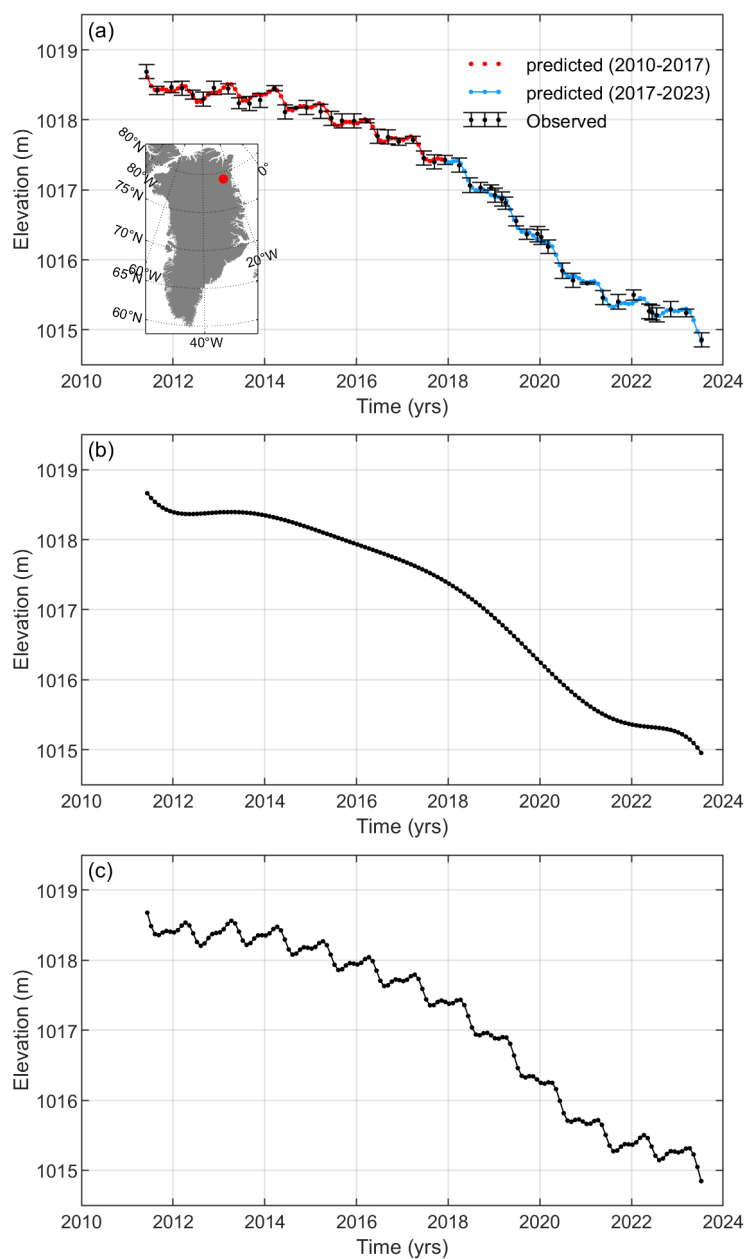 (a)
1019
1018
1017
1016
1015
Elevation (m)
predicted (2010-2017)
predicted (2017-2023)
Observed
80°N
80°W
75°N
70°N
60°W
65°N
60°N
0°
20°W
40°W
2010 2012 2014 2016 2018 2020 2022 2024
Time (yrs)
(b)
1019
1018
1017
1016
1015
Elevation (m)
2010 2012 2014 2016 2018 2020 2022 2024
Time (yrs)
(c)
1019
1018
1017
1016
1015
Elevation (m)
2010 2012 2014 2016 2018 2020 2022 2024
Time (yrs)